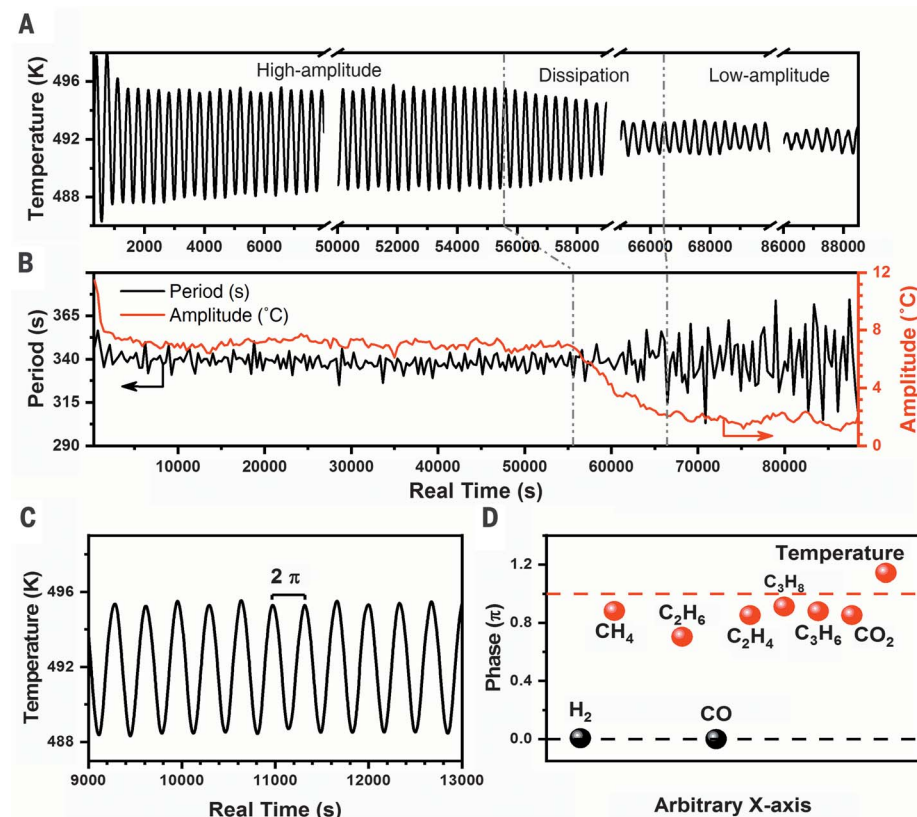 A
High-amplitude
Dissipation
Low-amplitude
Temperature (K)
496
492
488
2000 4000 6000 50000 52000 54000 56000 58000 66000 68000 86000 88000
B
Period (s)
Amplitude (˚C)
Period (s)
365
340
315
290
12
8
4
0
Amplitude (˚C)
10000 20000 30000 40000 50000 60000 70000 80000
Real Time (s)
C
2 π
Temperature (K)
496
492
488
9000 10000 11000 12000 13000
Real Time (s)
D
Phase (π)
1.2
0.8
0.4
0.0
Temperature
C₃H₈
C₂H₆
CH₄
C₂H₄
C₃H₆
CO₂
H₂
CO
Arbitrary X-axis